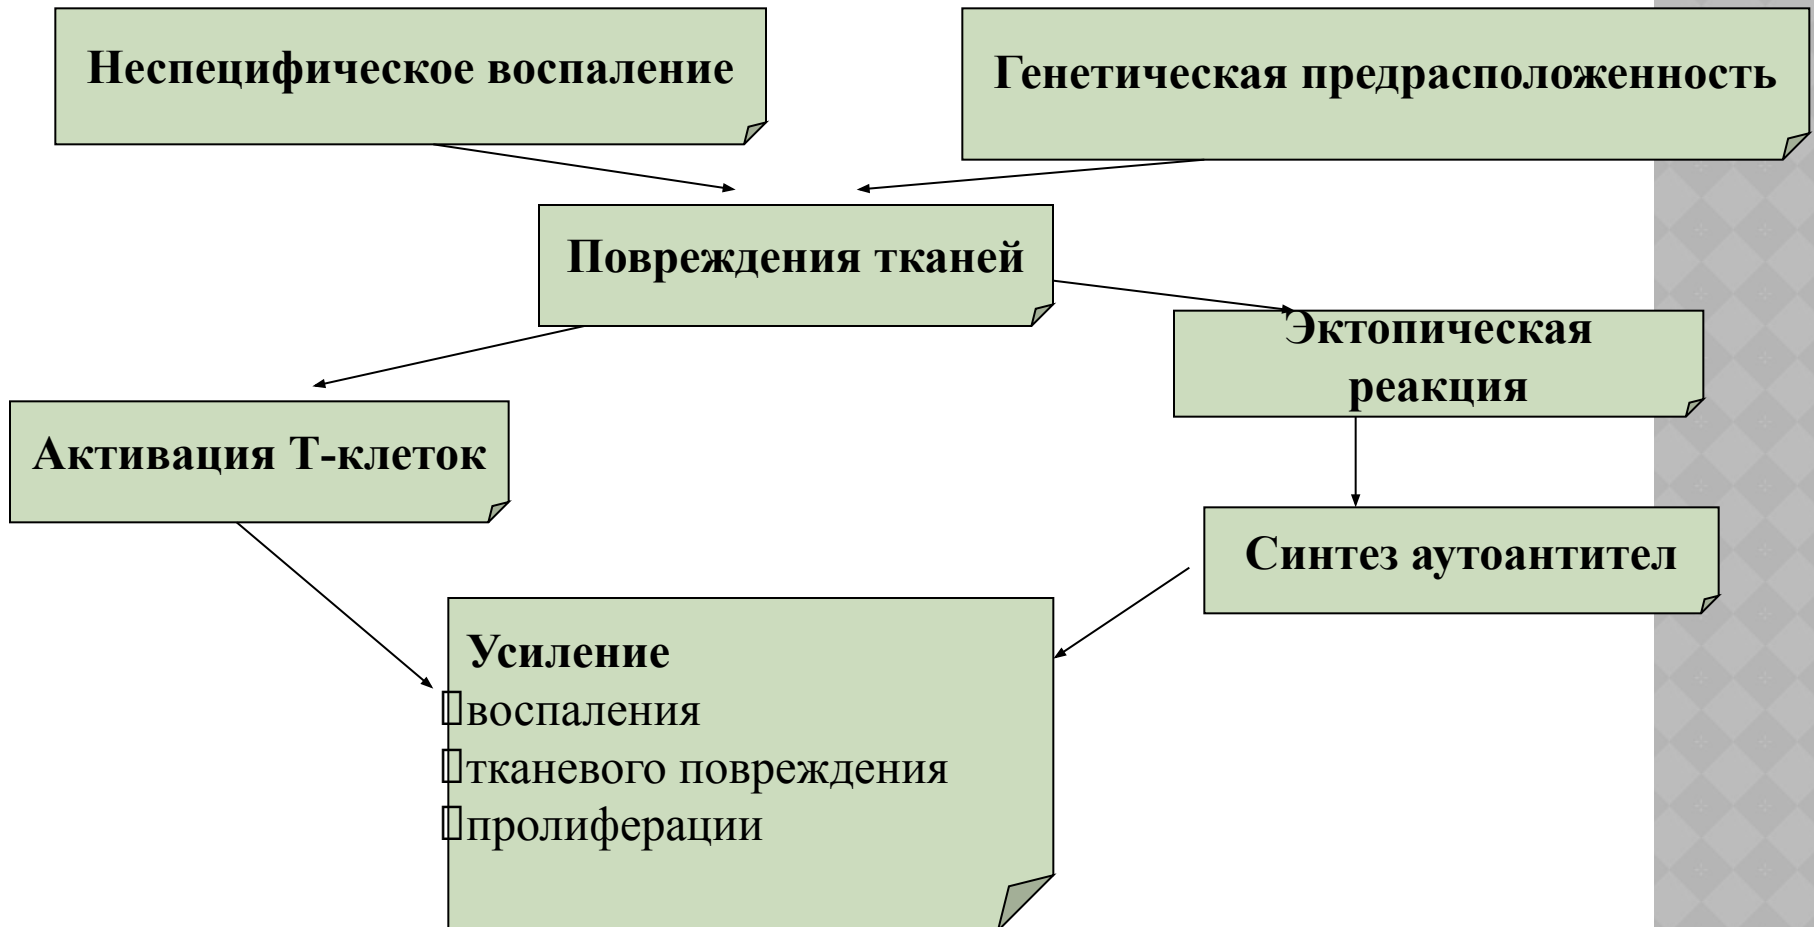 Неспецифическое воспаление
Генетическая предрасположенность
Повреждения тканей
Эктопическая
реакция
Активация Т-клеток
Синтез аутоантител
Усиление
воспаления
тканевого повреждения
пролиферации